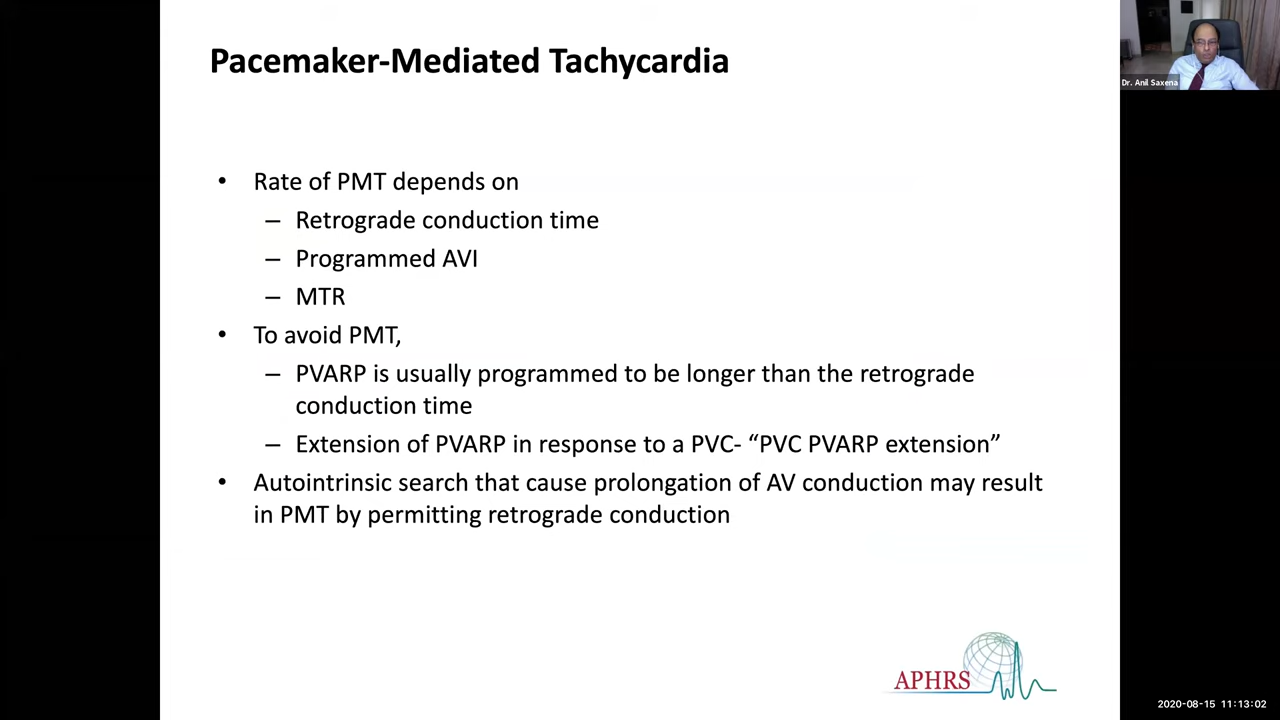 Pacemaker-Mediated Tachycardia
Dr. Anil Saxena
• Rate of PMT depends on
– Retrograde conduction time
– Programmed AVI
– MTR
• To avoid PMT,
– PVARP is usually programmed to be longer than the retrograde
conduction time
– Extension of PVARP in response to a PVC- “PVC PVARP extension”
• Autointrinsic search that cause prolongation of AV conduction may result
in PMT by permitting retrograde conduction
APHRS
2020-08-15 11:13:02